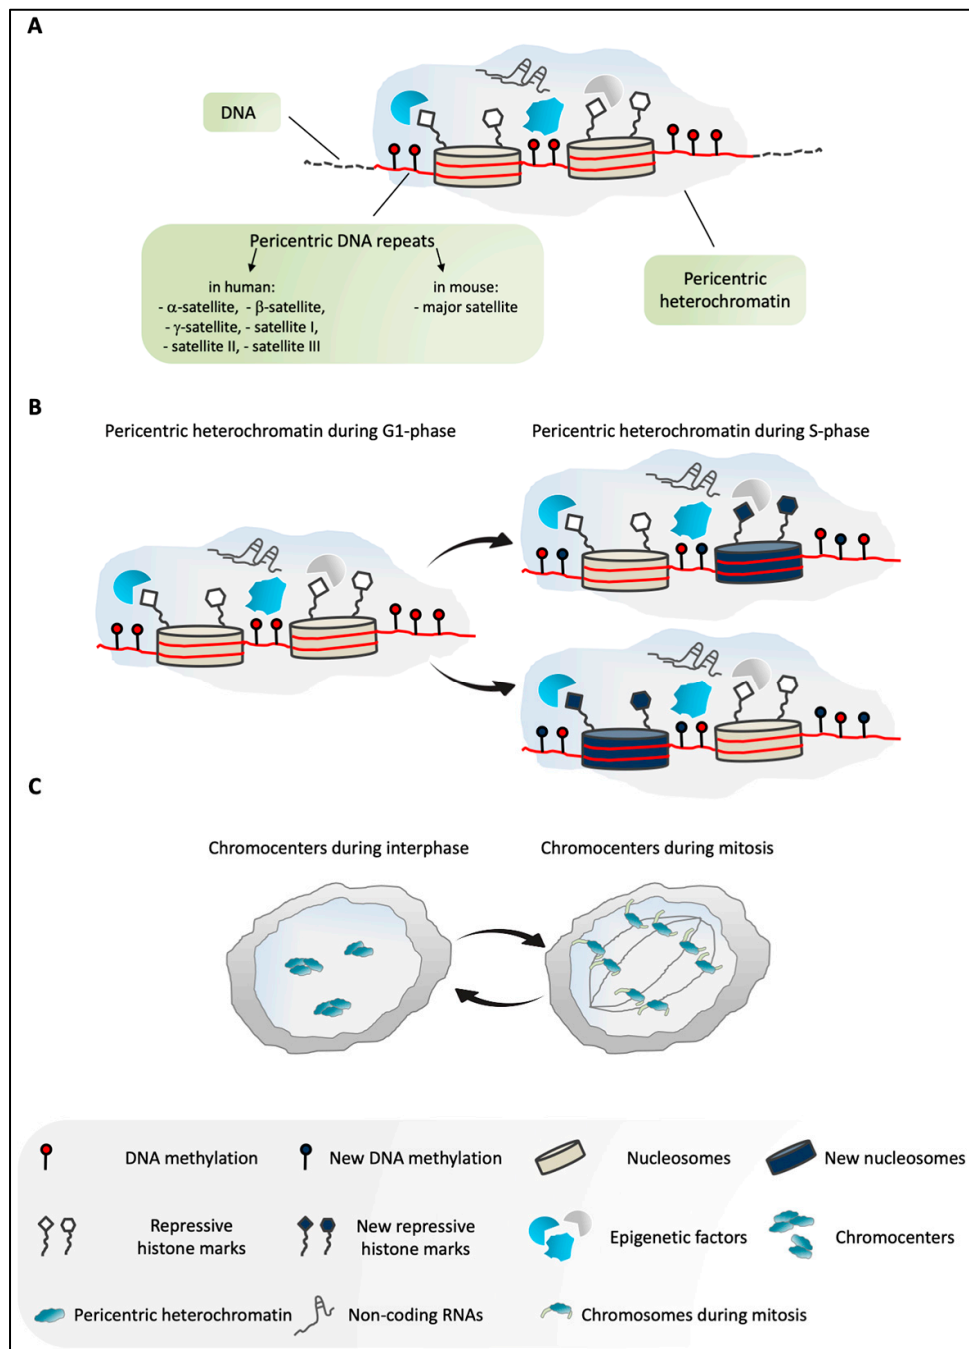 A
DNA
Pericentric DNA repeats
in human:
- α-satellite, - β-satellite,
- γ-satellite, - satellite I,
- satellite II, - satellite III
in mouse:
- major satellite
Pericentric
heterochromatin
B
Pericentric heterochromatin during G1-phase
Pericentric heterochromatin during S-phase
C
Chromocenters during interphase
Chromocenters during mitosis
DNA methylation
New DNA methylation
Nucleosomes
New nucleosomes
Repressive
histone marks
New repressive
histone marks
Epigenetic factors
Chromocenters
Pericentric heterochromatin
Non-coding RNAs
Chromosomes during mitosis